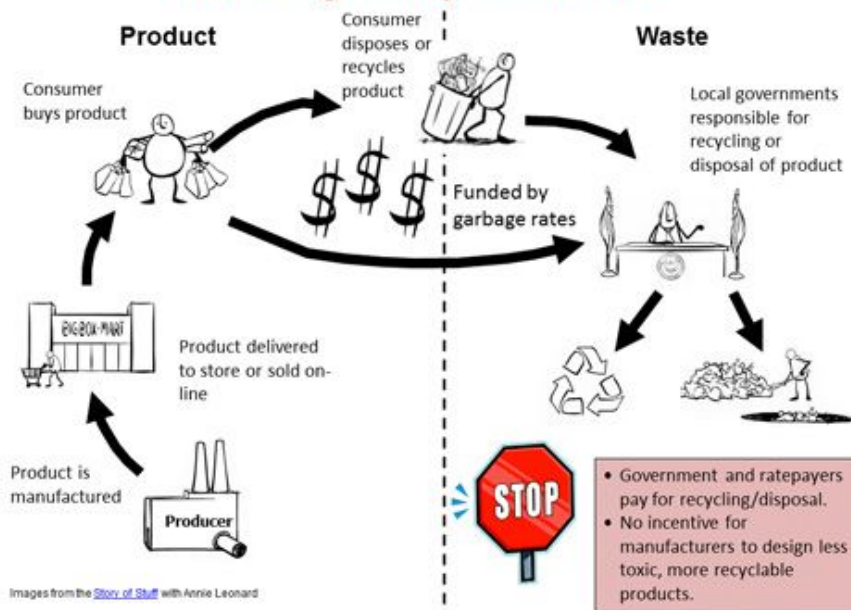 Product
Waste
Consumer
disposes or
recycles
product
Consumer
buys product
Local governments
responsible for
recycling or
disposal of product
$ $ $
Funded by
garbage rates
BIG-BOX-MART
Product delivered
to store or sold on-
line
Product is
manufactured
Producer
STOP
• Government and ratepayers
pay for recycling/disposal.
• No incentive for
manufacturers to design less
toxic, more recyclable
products.
Images from the Story of Stuff with Annie Leonard